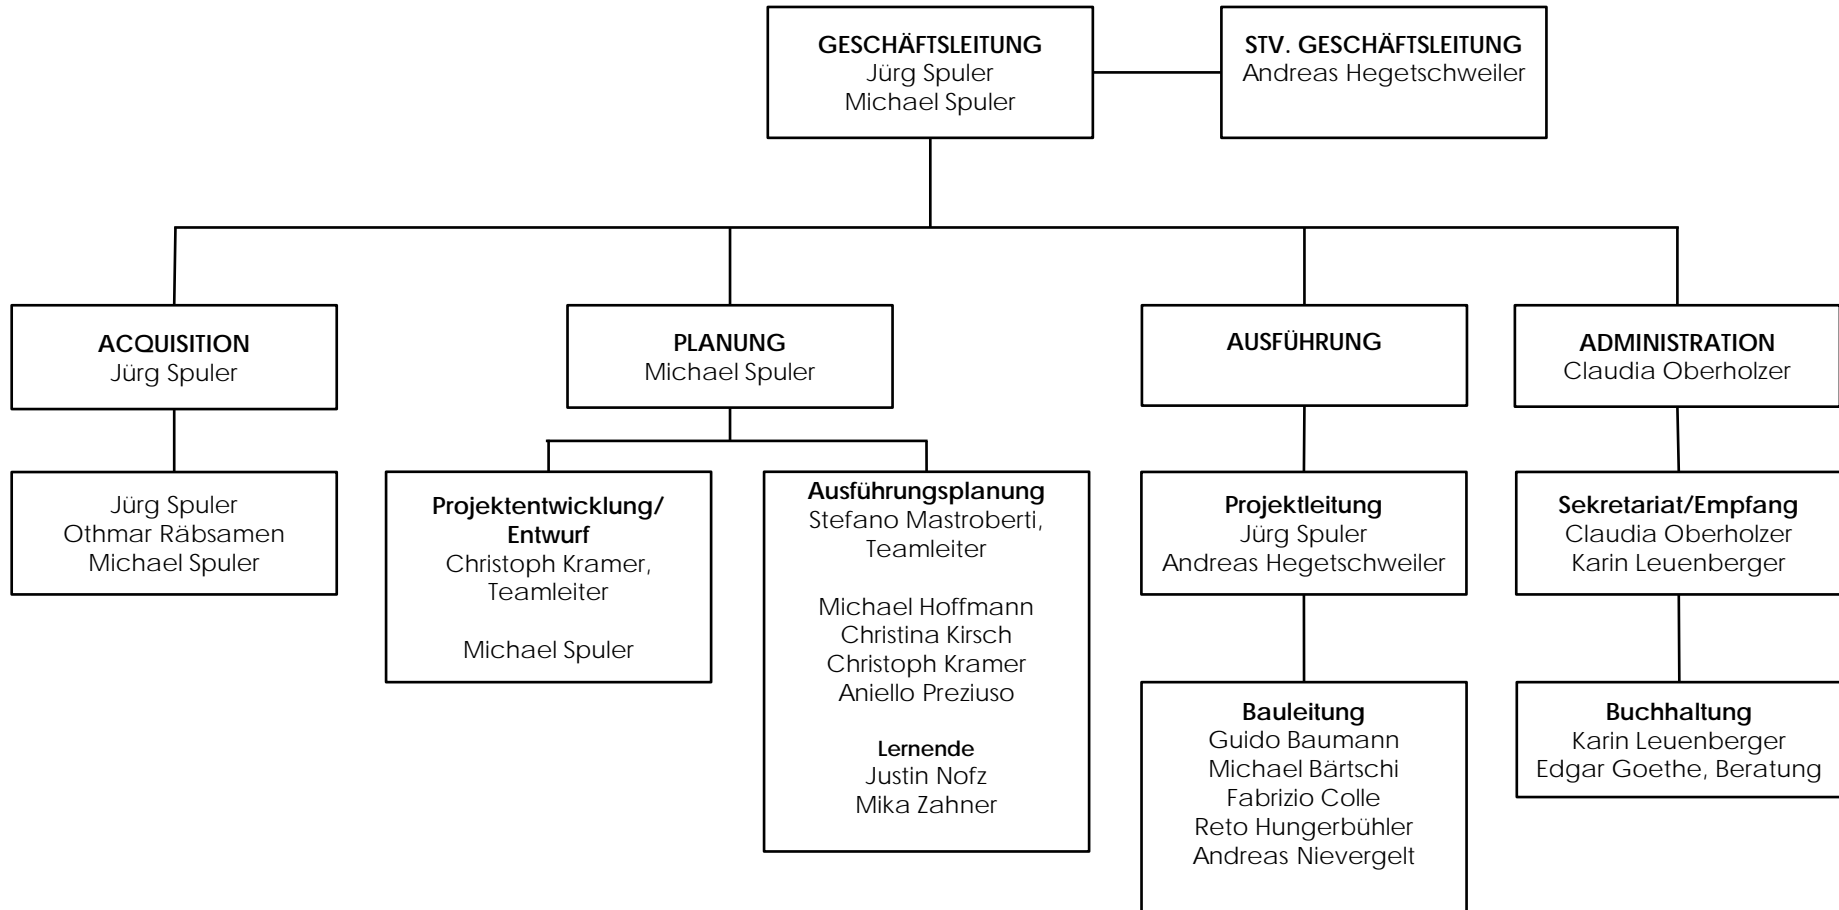 GESCHÄFTSLEITUNG
Jürg Spuler
Michael Spuler
STV. GESCHÄFTSLEITUNG
Andreas Hegetschweiler
ACQUISITION
Jürg Spuler
PLANUNG
Michael Spuler
AUSFÜHRUNG
ADMINISTRATION
Claudia Oberholzer
Jürg Spuler
Othmar Räbsamen
Michael Spuler
Projektentwicklung/
Entwurf
Christoph Kramer,
Teamleiter
Michael Spuler
Ausführungsplanung
Stefano Mastroberti,
Teamleiter
Michael Hoffmann
Christina Kirsch
Christoph Kramer
Aniello Preziuso
Lernende
Justin Nofz
Mika Zahner
Projektleitung
Jürg Spuler
Andreas Hegetschweiler
Bauleitung
Guido Baumann
Michael Bärtschi
Fabrizio Colle
Reto Hungerbühler
Andreas Nievergelt
Sekretariat/Empfang
Claudia Oberholzer
Karin Leuenberger
Buchhaltung
Karin Leuenberger
Edgar Goethe, Beratung